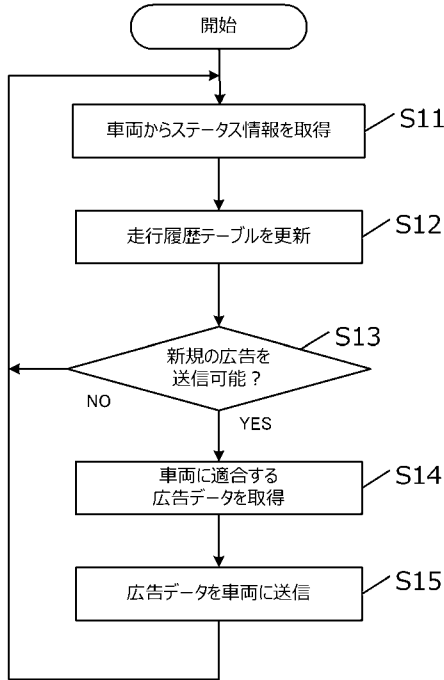 開始
車両からステータス情報を取得
S11
走行履歴テーブルを更新
S12
S13
新規の広告を
送信可能？
NO
YES
車両に適合する
広告データを取得
S14
広告データを車両に送信
S15